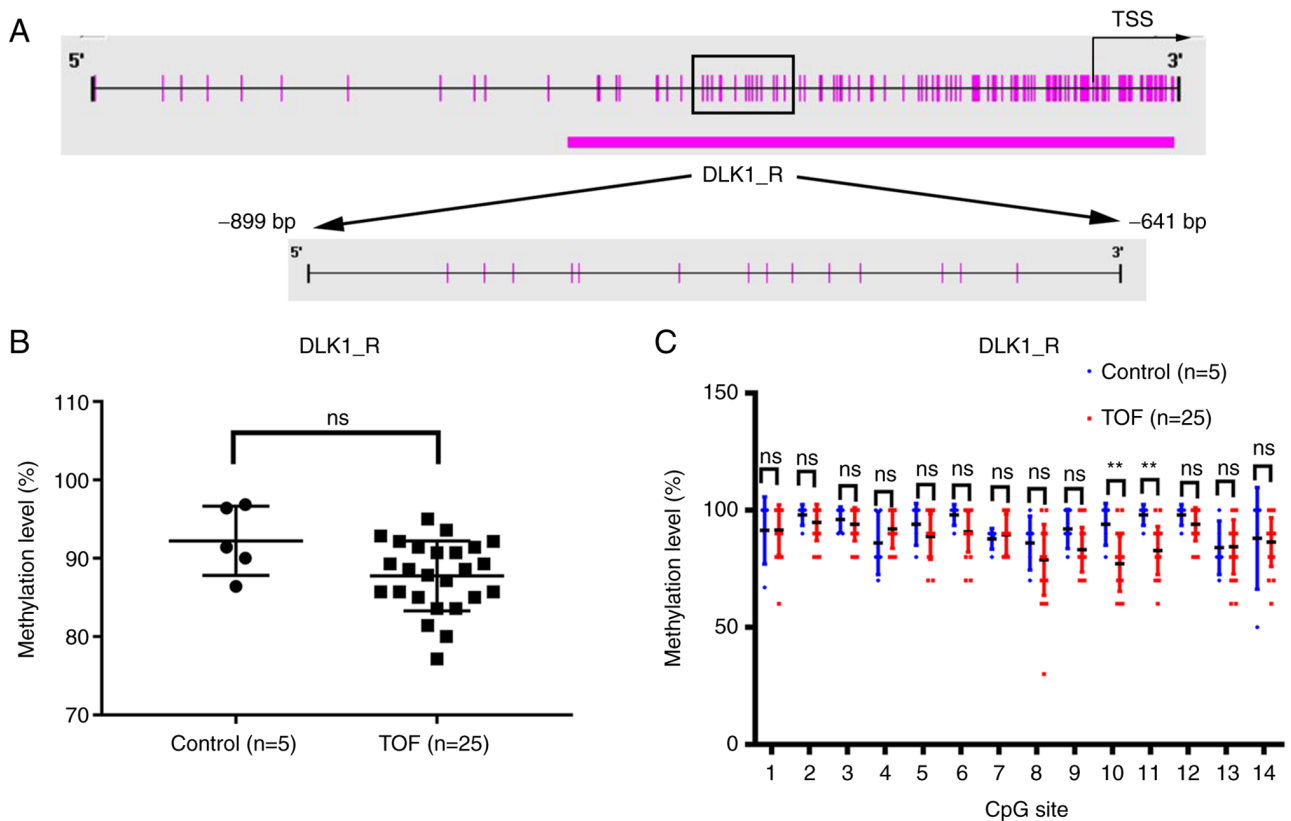 A
TSS
5'
3'
DLK1_R
−899 bp
−641 bp
5'
3'
B
DLK1_R
110
100
90
80
70
Methylation level (%)
ns
Control (n=5)
TOF (n=25)
C
DLK1_R
Control (n=5)
TOF (n=25)
150
100
50
0
Methylation level (%)
ns ns ns ns ns ns ns ns ns ** ** ns ns ns
1 2 3 4 5 6 7 8 9 10 11 12 13 14
CpG site